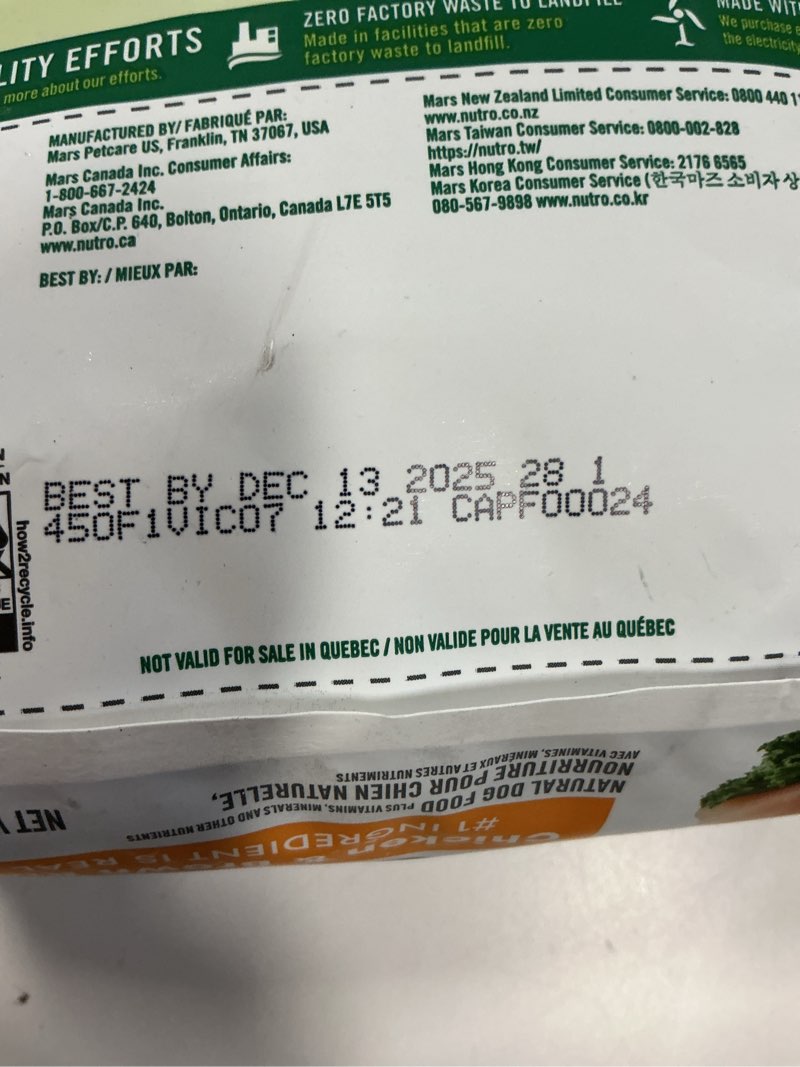 LITY EFFORTS
more about our efforts.
ZERO FACTORY WASTE TO LANDFILL
Made in facilities that are zero
factory waste to landfill.
MADE WIT
We purchase
the electricity
MANUFACTURED BY/ FABRIQUÉ PAR:
Mars Petcare US, Franklin, TN 37067, USA
Mars Canada Inc. Consumer Affairs:
1-800-667-2424
Mars Canada Inc.
P.O. Box/C.P. 640, Bolton, Ontario, Canada L7E 5T5
www.nutro.ca
BEST BY: / MIEUX PAR:
Mars New Zealand Limited Consumer Service: 0800 440 1
www.nutro.co.nz
Mars Taiwan Consumer Service: 0800-002-828
https://nutro.tw/
Mars Hong Kong Consumer Service: 2176 6565
Mars Korea Consumer Service (한국마즈 소비자 상
080-567-9898 www.nutro.co.kr
BEST BY DEC 13 2025 28 1
450F1VIC07 12:21 CAPF00024
how2recycle.info
NOT VALID FOR SALE IN QUEBEC / NON VALIDE POUR LA VENTE AU QUÉBEC
Chicken &
#1 INGREDIENT IS REAL
NATURAL DOG FOOD PLUS VITAMINS, MINERALS AND OTHER NUTRIENTS
NOURRITURE POUR CHIEN NATURELLE,
AVEC VITAMINES, MINÉRAUX ET AUTRES NUTRIMENTS
NET